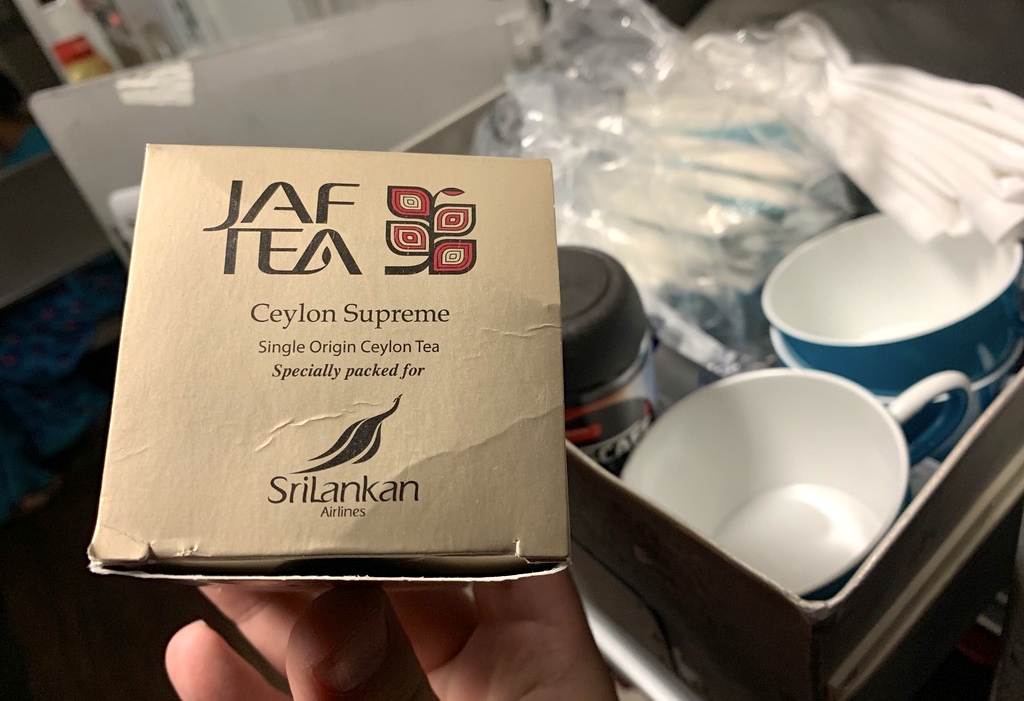 JAF
TEA
Ceylon Supreme
Single Origin Ceylon Tea
Specially packed for
SriLankan
Airlines